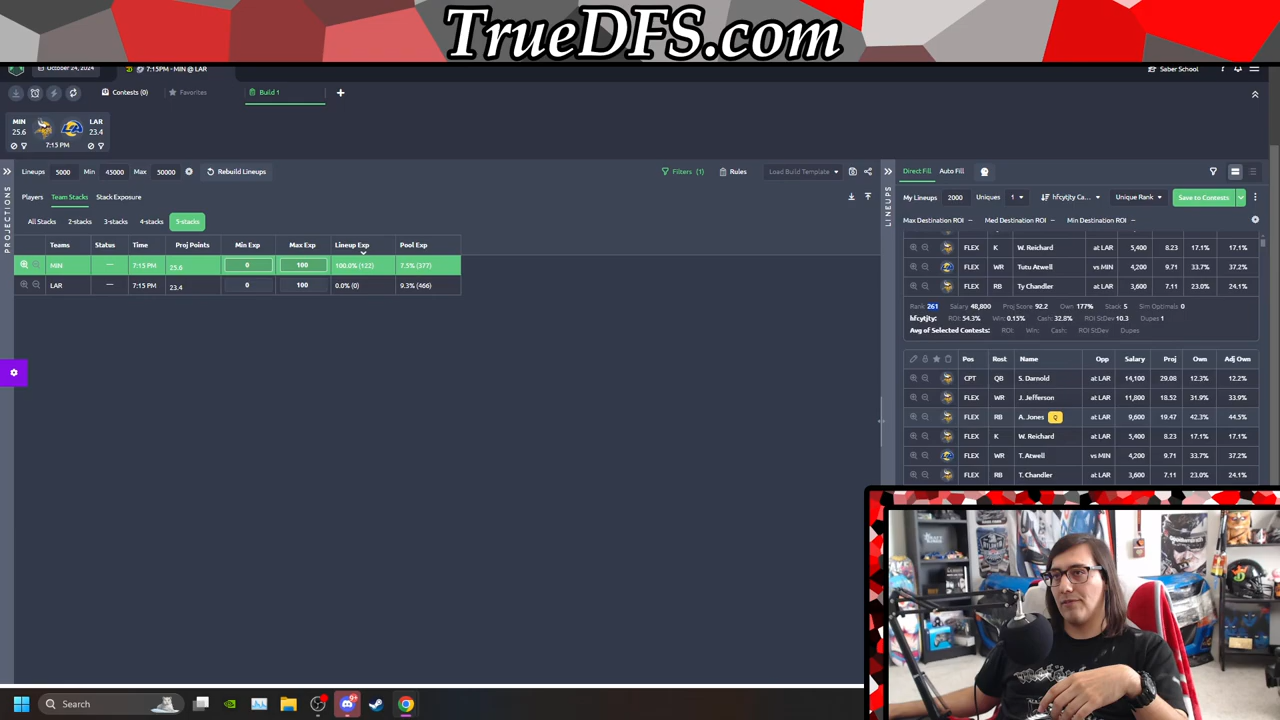 TrueDFS.com
October 24, 2024
7:15PM - MIN @ LAR
Saber School
Contests (0)
Favorites
Build 1
MIN
25.6
LAR
23.4
7:15 PM
Lineups 5000 Min 45000 Max 50000 Rebuild Lineups
Filters (1) Rules Load Build Template
Direct Fill Auto Fill
PROJECTIONS
LINEUPS
Players Team Stacks Stack Exposure
My Lineups 2000 Uniques 1 hfcytjty Ca... Unique Rank Save to Contests
All Stacks 2-stacks 3-stacks 4-stacks 5-stacks
Max Destination ROI — Med Destination ROI — Min Destination ROI —
Teams Status Time Proj Points Min Exp Max Exp Lineup Exp Pool Exp
MIN — 7:15 PM 25.6 0 100 100.0% (122) 7.5% (377)
LAR — 7:15 PM 23.4 0 100 0.0% (0) 9.3% (466)
FLEX K W. Reichard at LAR 5,400 8.23 17.1% 17.1%
FLEX WR Tutu Atwell vs MIN 4,200 9.71 33.7% 37.2%
FLEX RB Ty Chandler at LAR 3,600 7.11 23.0% 24.1%
Rank 261 Salary 48,800 Proj Score 92.2 Own 177% Stack 5 Sim Optimals 0
hfcytjty: ROI: 54.3% Win: 0.15% Cash: 32.8% ROI StDev 10.3 Dupes 1
Avg of Selected Contests: ROI: Win: Cash: ROI StDev Dupes
Pos Rost Name Opp Salary Proj Own Adj Own
CPT QB S. Darnold at LAR 14,100 29.08 12.3% 12.2%
FLEX WR J. Jefferson at LAR 11,800 18.52 31.9% 33.9%
FLEX RB A. Jones Q at LAR 9,600 19.47 42.3% 44.5%
FLEX K W. Reichard at LAR 5,400 8.23 17.1% 17.1%
FLEX WR T. Atwell vs MIN 4,200 9.71 33.7% 37.2%
FLEX RB T. Chandler at LAR 3,600 7.11 23.0% 24.1%
Search
9+